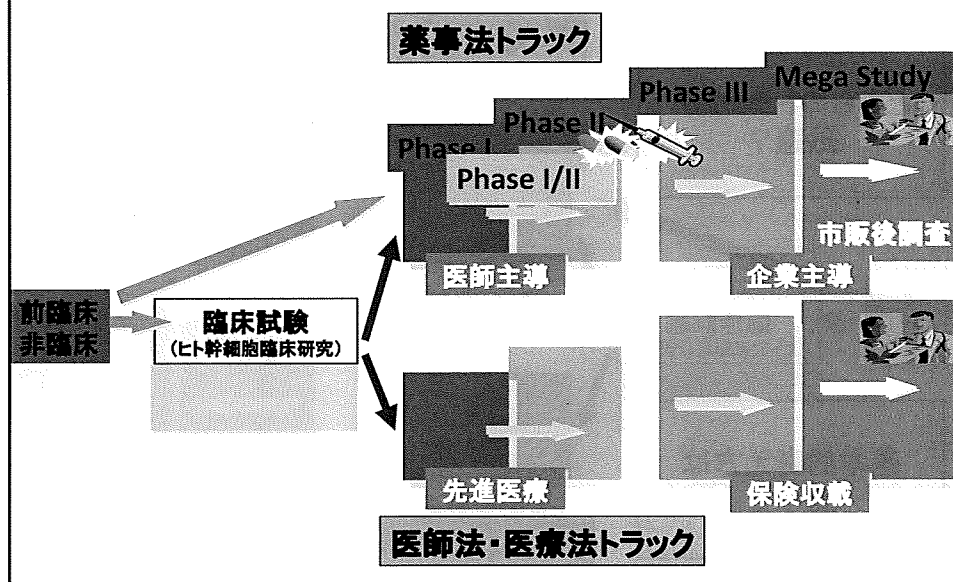 薬事法トラック
Mega Study
Phase III
Phase II
Phase I
Phase I/II
市販後調査
医師主導
企業主導
前臨床
非臨床
臨床試験
(ヒト幹細胞臨床研究)
先進医療
保険収載
医師法・医療法トラック